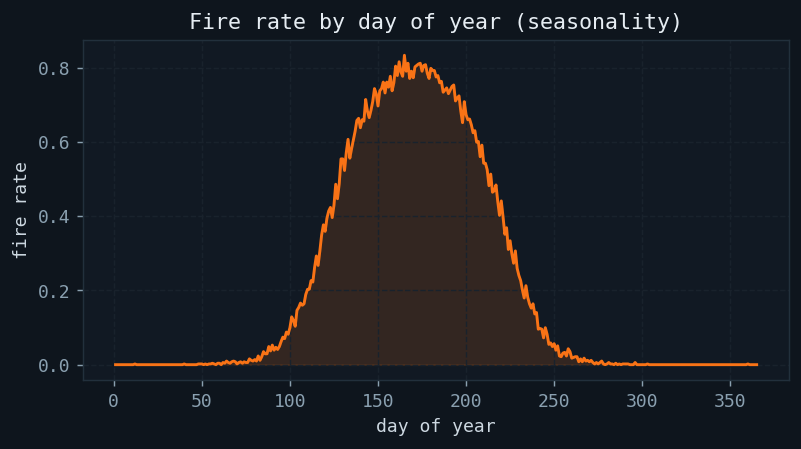 Fire rate by day of year (seasonality)
fire rate
0.8
0.6
0.4
0.2
0.0
0 50 100 150 200 250 300 350
day of year